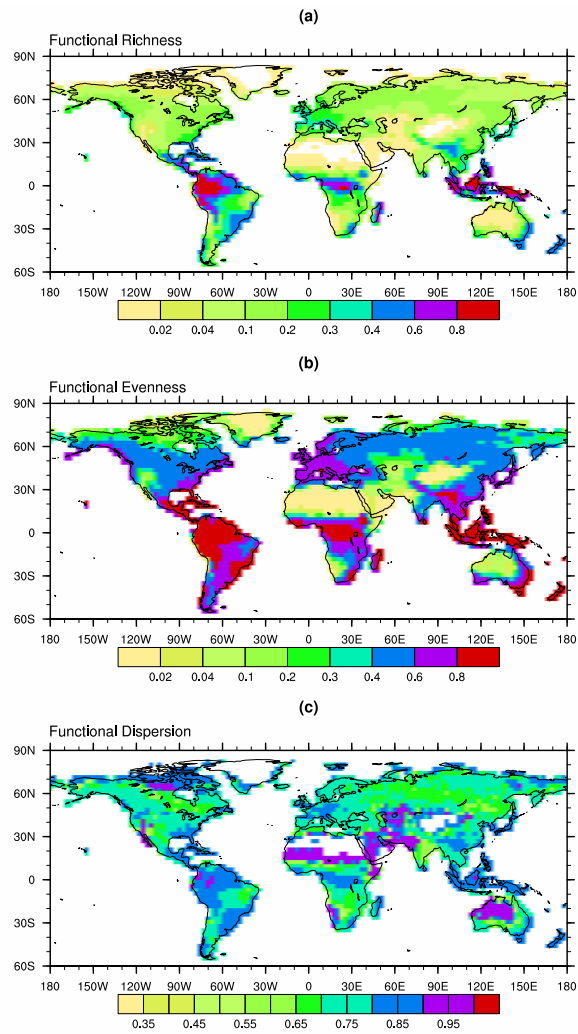 (a)
Functional Richness
90N
60N
30N
0
30S
60S
180 150W 120W 90W 60W 30W 0 30E 60E 90E 120E 150E 180
0.02 0.04 0.1 0.2 0.3 0.4 0.6 0.8
(b)
Functional Evenness
90N
60N
30N
0
30S
60S
180 150W 120W 90W 60W 30W 0 30E 60E 90E 120E 150E 180
0.02 0.04 0.1 0.2 0.3 0.4 0.6 0.8
(c)
Functional Dispersion
90N
60N
30N
0
30S
60S
180 150W 120W 90W 60W 30W 0 30E 60E 90E 120E 150E 180
0.35 0.45 0.55 0.65 0.75 0.85 0.95